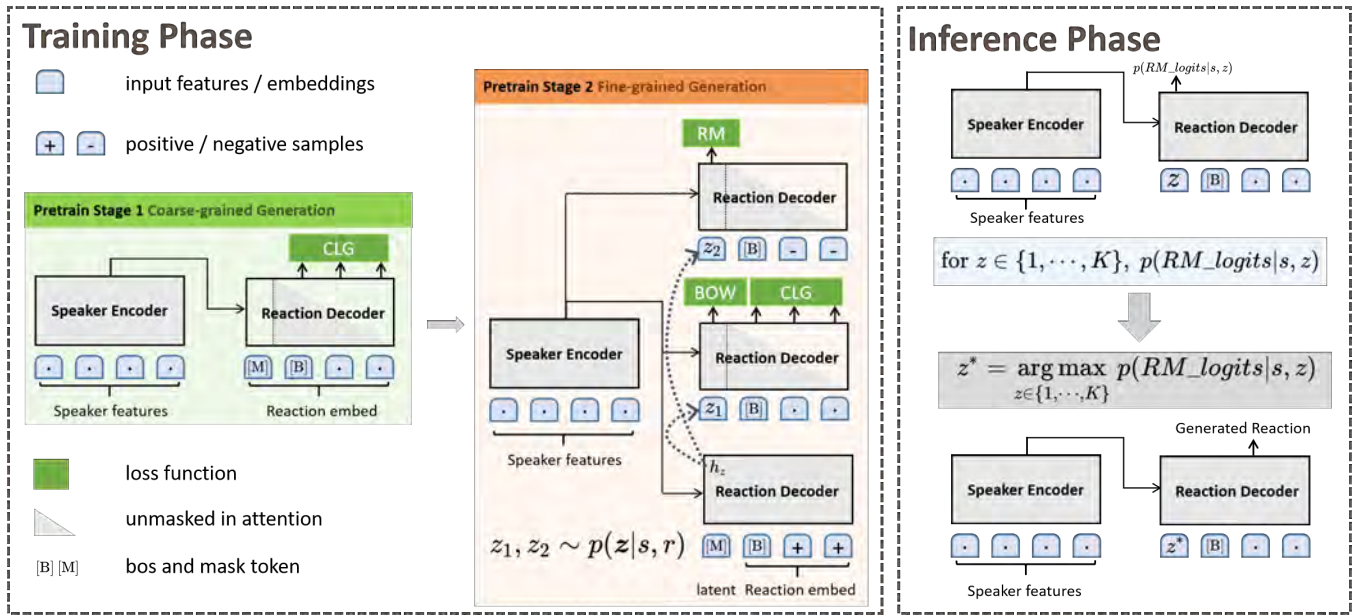 Training Phase
input features / embeddings
+ - positive / negative samples
Pretrain Stage 1 Coarse-grained Generation
CLG
Speaker Encoder
Reaction Decoder
· · · · [M] [B] · ·
Speaker features
Reaction embed
loss function
unmasked in attention
[B] [M] bos and mask token
Pretrain Stage 2 Fine-grained Generation
RM
Reaction Decoder
z₂ [B] - -
BOW CLG
Speaker Encoder
Reaction Decoder
· · · · z₁ [B] · ·
Speaker features
h_z
Reaction Decoder
z₁, z₂ ∼ p(z|s, r)
[M] [B] + +
latent Reaction embed
Inference Phase
p(RM_logits|s, z)
Speaker Encoder
Reaction Decoder
· · · · z [B] · ·
Speaker features
for z ∈ {1, ⋯, K}, p(RM_logits|s, z)
z* = arg max p(RM_logits|s, z)
z∈{1,⋯,K}
Generated Reaction
Speaker Encoder
Reaction Decoder
· · · · z* [B] · ·
Speaker features